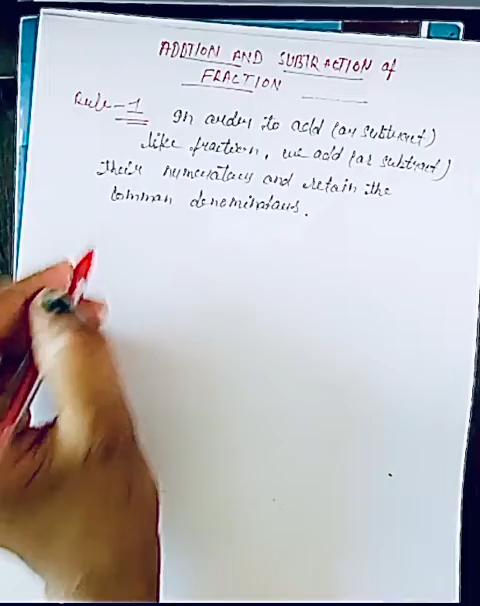 ADDTION AND SUBTRACTION of
FRACTION
Rule-1 In order to add (or subtract)
like fraction, we add (or subtract)
their numerators and retain the
common denominators.